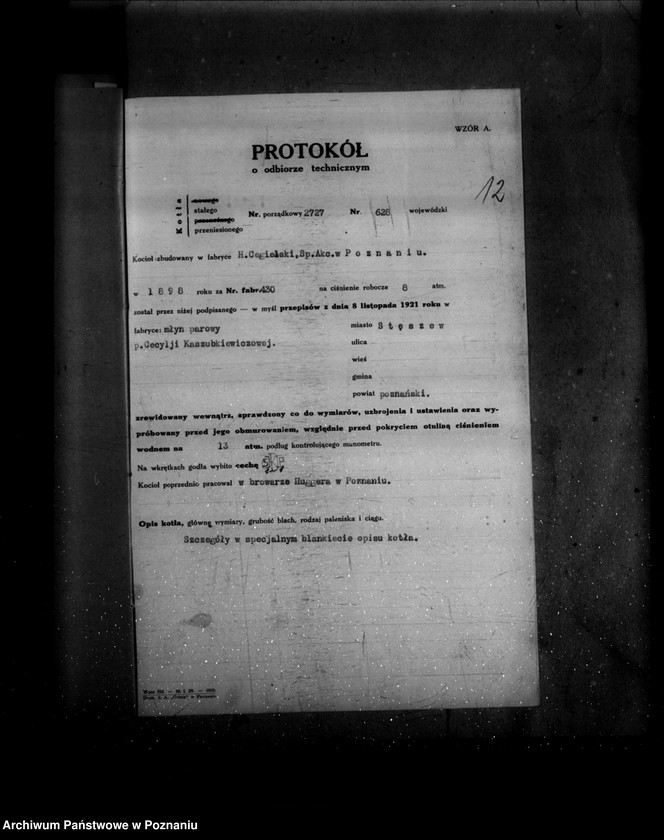 WZÓR A.
PROTOKÓŁ
o odbiorze technicznym
12
Kotła
nowego
stałego
przenośnego
przeniesionego
Nr. porządkowy 2727 Nr. 628 wojewódzki
Kocioł zbudowany w fabryce H.Cegielski,Sp.Akc.w Poznaniu.
w 1898 roku za Nr. fabr.430 na ciśnienie robocze 8 atm.
został przez niżej podpisanego — w myśl przepisów z dnia 8 listopada 1921 roku w
fabryce: młyn parowy miasto Stęszew
p.Cecylji Kaszubkiewiczowej. ulica
wieś
gmina
powiat poznański.
zrewidowany wewnątrz, sprawdzony co do wymiarów, uzbrojenia i ustawienia oraz wy-
próbowany przed jego obmurowaniem, względnie przed pokryciem otuliną ciśnieniem
wodnem na 13 atm. podług kontrolującego manometru.
Na wkrętkach godła wybito cechę
Kocioł poprzednio pracował w browarze Huggera w Poznaniu.
Opis kotła, główne wymiary, grubość blach, rodzaj paleniska i ciągu.
Szczegóły w specjalnym blankiecie opisu kotła.
Archiwum Państwowe w Poznaniu